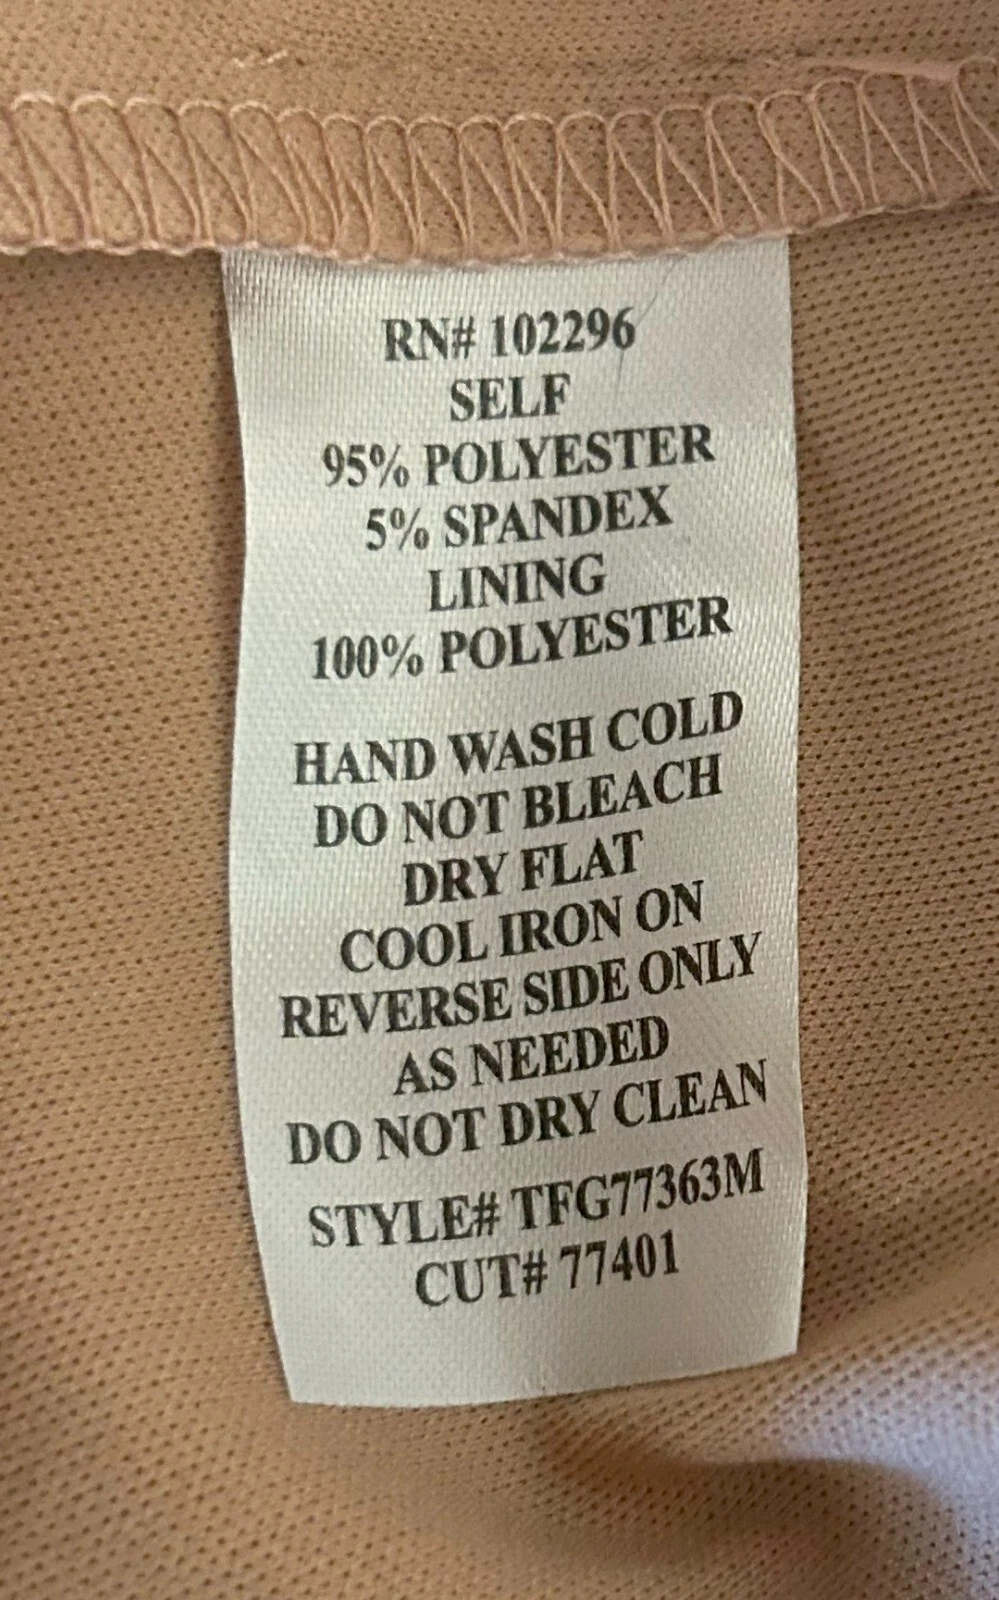 RN# 102296
SELF
95% POLYESTER
5% SPANDEX
LINING
100% POLYESTER
HAND WASH COLD
DO NOT BLEACH
DRY FLAT
COOL IRON ON
REVERSE SIDE ONLY
AS NEEDED
DO NOT DRY CLEAN
STYLE# TFG77363M
CUT# 77401